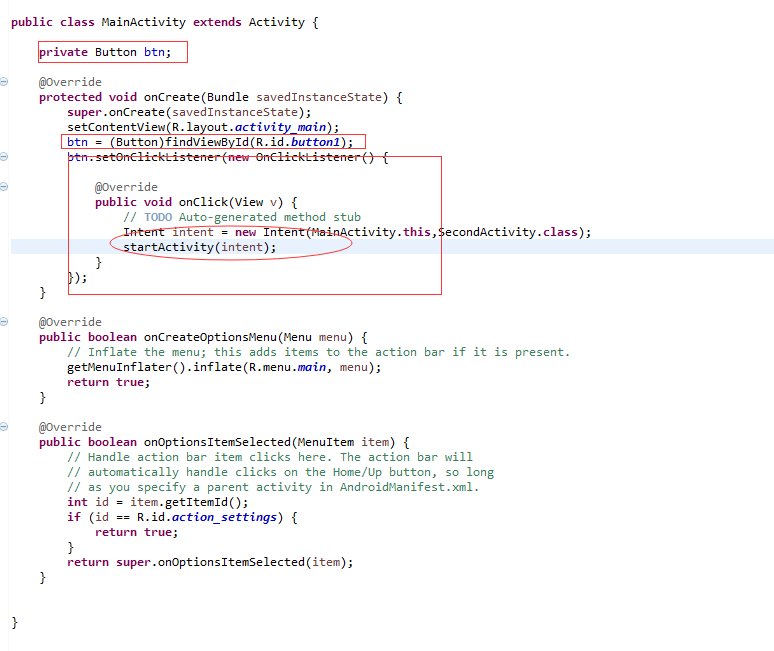 public class MainActivity extends Activity {
private Button btn;
@Override
protected void onCreate(Bundle savedInstanceState) {
super.onCreate(savedInstanceState);
setContentView(R.layout.activity_main);
btn = (Button)findViewById(R.id.button1);
btn.setOnClickListener(new OnClickListener() {
@Override
public void onClick(View v) {
// TODO Auto-generated method stub
Intent intent = new Intent(MainActivity.this,SecondActivity.class);
startActivity(intent);
}
});
}
@Override
public boolean onCreateOptionsMenu(Menu menu) {
// Inflate the menu; this adds items to the action bar if it is present.
getMenuInflater().inflate(R.menu.main, menu);
return true;
}
@Override
public boolean onOptionsItemSelected(MenuItem item) {
// Handle action bar item clicks here. The action bar will
// automatically handle clicks on the Home/Up button, so long
// as you specify a parent activity in AndroidManifest.xml.
int id = item.getItemId();
if (id == R.id.action_settings) {
return true;
}
return super.onOptionsItemSelected(item);
}
}